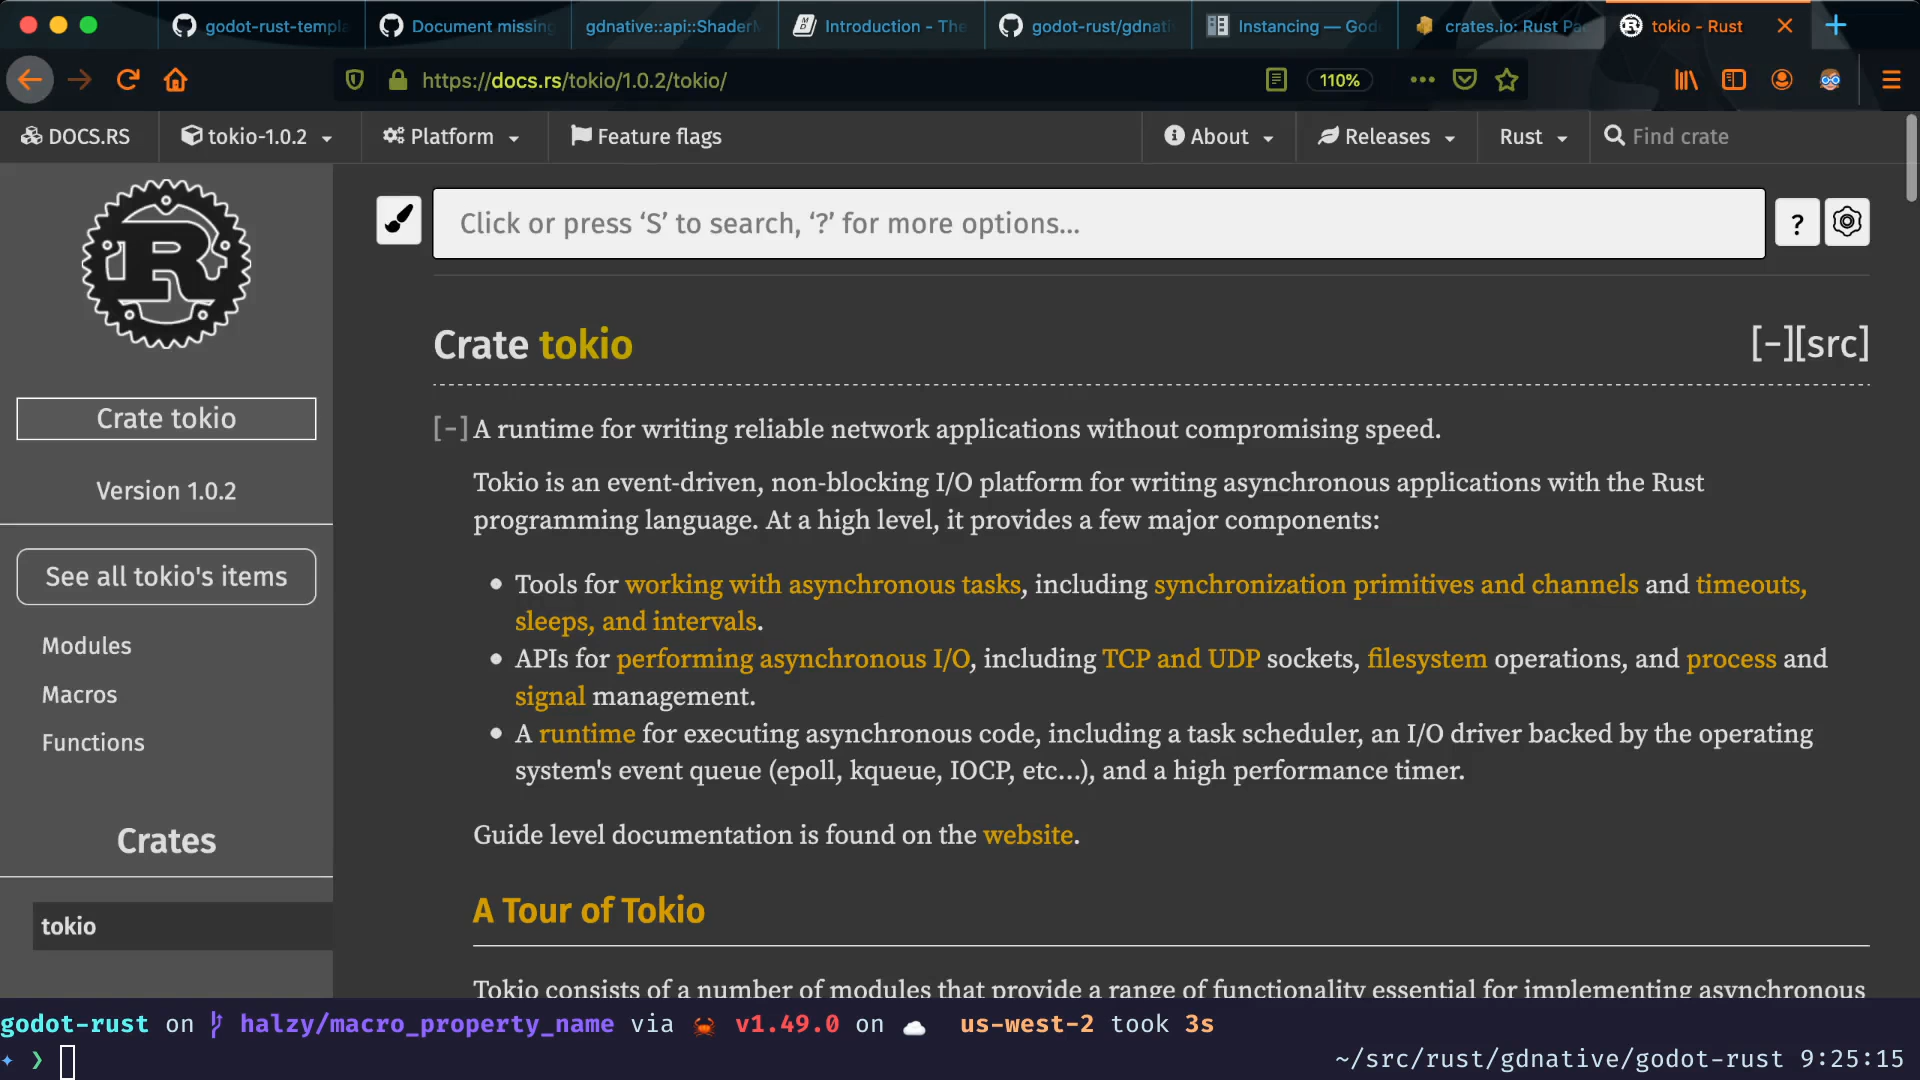 godot-rust-templa
Document missing
gdnative::api::ShaderM
Introduction - The
godot-rust/gdnati
Instancing — God
crates.io: Rust Pa
tokio - Rust
https://docs.rs/tokio/1.0.2/tokio/
110%
DOCS.RS
tokio-1.0.2
Platform
Feature flags
About
Releases
Rust
Find crate
Click or press ‘S’ to search, ‘?’ for more options...
?
Crate tokio
[-][src]
Crate tokio
Version 1.0.2
See all tokio's items
Modules
Macros
Functions
Crates
tokio
[-] A runtime for writing reliable network applications without compromising speed.
Tokio is an event-driven, non-blocking I/O platform for writing asynchronous applications with the Rust
programming language. At a high level, it provides a few major components:
• Tools for working with asynchronous tasks, including synchronization primitives and channels and timeouts,
sleeps, and intervals.
• APIs for performing asynchronous I/O, including TCP and UDP sockets, filesystem operations, and process and
signal management.
• A runtime for executing asynchronous code, including a task scheduler, an I/O driver backed by the operating
system's event queue (epoll, kqueue, IOCP, etc...), and a high performance timer.
Guide level documentation is found on the website.
A Tour of Tokio
Tokio consists of a number of modules that provide a range of functionality essential for implementing asynchronous
godot-rust on halzy/macro_property_name via 🦀 v1.49.0 on ☁️ us-west-2 took 3s
✦ ❯
~/src/rust/gdnative/godot-rust 9:25:15